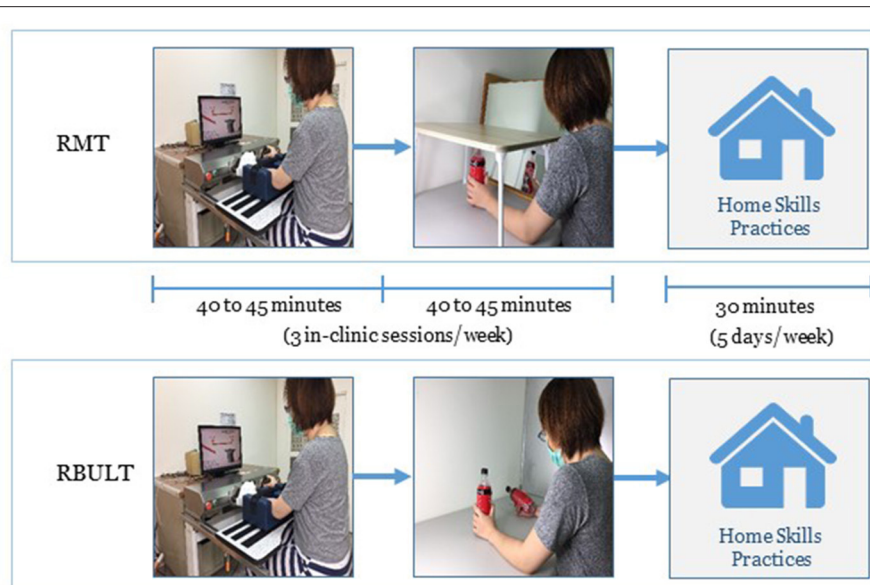 RMT
Home Skills
Practices
40 to 45 minutes
40 to 45 minutes
30 minutes
(3 in-clinic sessions/week)
(5 days/week)
RBULT
Home Skills
Practices